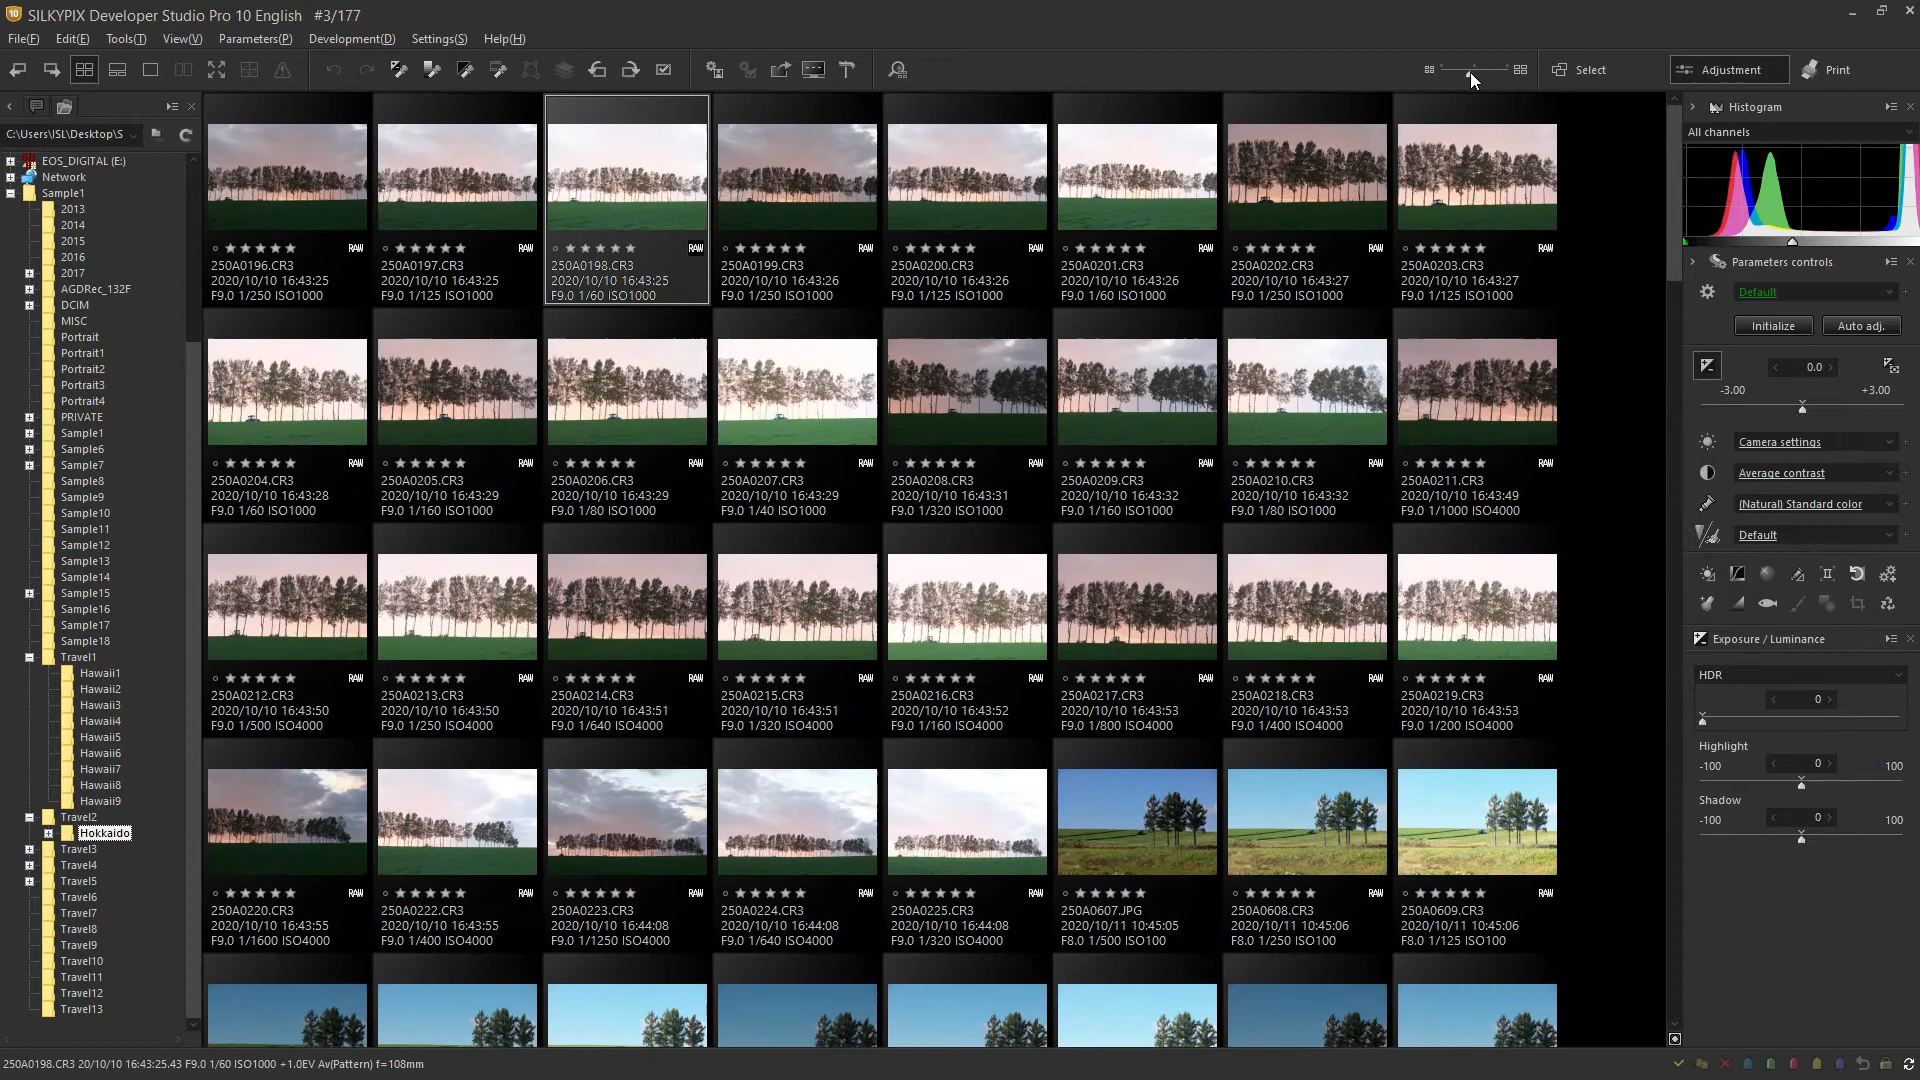 SILKYPIX Developer Studio Pro 10 English #3/177
File(F) Edit(E) Tools(T) View(V) Parameters(P) Development(D) Settings(S) Help(H)
Select
Adjustment
Print
C:\Users\ISL\Desktop\S
EOS_DIGITAL (E:)
Network
Sample1
2013
2014
2015
2016
2017
AGDRec_132F
DCIM
MISC
Portrait
Portrait1
Portrait2
Portrait3
Portrait4
PRIVATE
Sample1
Sample6
Sample7
Sample8
Sample9
Sample10
Sample11
Sample12
Sample13
Sample14
Sample15
Sample16
Sample17
Sample18
Travel1
Hawaii1
Hawaii2
Hawaii3
Hawaii4
Hawaii5
Hawaii6
Hawaii7
Hawaii8
Hawaii9
Travel2
Hokkaido
Travel3
Travel4
Travel5
Travel6
Travel7
Travel8
Travel9
Travel10
Travel11
Travel12
Travel13
RAW RAW RAW RAW RAW RAW RAW RAW
250A0196.CR3 250A0197.CR3 250A0198.CR3 250A0199.CR3 250A0200.CR3 250A0201.CR3 250A0202.CR3 250A0203.CR3
2020/10/10 16:43:25 2020/10/10 16:43:25 2020/10/10 16:43:25 2020/10/10 16:43:26 2020/10/10 16:43:26 2020/10/10 16:43:26 2020/10/10 16:43:27 2020/10/10 16:43:27
F9.0 1/250 ISO1000 F9.0 1/125 ISO1000 F9.0 1/60 ISO1000 F9.0 1/250 ISO1000 F9.0 1/125 ISO1000 F9.0 1/60 ISO1000 F9.0 1/250 ISO1000 F9.0 1/125 ISO1000
RAW RAW RAW RAW RAW RAW RAW RAW
250A0204.CR3 250A0205.CR3 250A0206.CR3 250A0207.CR3 250A0208.CR3 250A0209.CR3 250A0210.CR3 250A0211.CR3
2020/10/10 16:43:28 2020/10/10 16:43:29 2020/10/10 16:43:29 2020/10/10 16:43:29 2020/10/10 16:43:31 2020/10/10 16:43:32 2020/10/10 16:43:32 2020/10/10 16:43:49
F9.0 1/60 ISO1000 F9.0 1/160 ISO1000 F9.0 1/80 ISO1000 F9.0 1/40 ISO1000 F9.0 1/320 ISO1000 F9.0 1/160 ISO1000 F9.0 1/80 ISO1000 F9.0 1/1000 ISO4000
RAW RAW RAW RAW RAW RAW RAW RAW
250A0212.CR3 250A0213.CR3 250A0214.CR3 250A0215.CR3 250A0216.CR3 250A0217.CR3 250A0218.CR3 250A0219.CR3
2020/10/10 16:43:50 2020/10/10 16:43:50 2020/10/10 16:43:51 2020/10/10 16:43:51 2020/10/10 16:43:52 2020/10/10 16:43:53 2020/10/10 16:43:53 2020/10/10 16:43:53
F9.0 1/500 ISO4000 F9.0 1/250 ISO4000 F9.0 1/640 ISO4000 F9.0 1/320 ISO4000 F9.0 1/160 ISO4000 F9.0 1/800 ISO4000 F9.0 1/400 ISO4000 F9.0 1/200 ISO4000
RAW RAW RAW RAW RAW RAW RAW
250A0220.CR3 250A0222.CR3 250A0223.CR3 250A0224.CR3 250A0225.CR3 250A0607.JPG 250A0608.CR3 250A0609.CR3
2020/10/10 16:43:55 2020/10/10 16:43:55 2020/10/10 16:44:08 2020/10/10 16:44:08 2020/10/10 16:44:08 2020/10/11 10:45:05 2020/10/11 10:45:06 2020/10/11 10:45:06
F9.0 1/1600 ISO4000 F9.0 1/400 ISO4000 F9.0 1/1250 ISO4000 F9.0 1/640 ISO4000 F9.0 1/320 ISO4000 F8.0 1/500 ISO100 F8.0 1/250 ISO100 F8.0 1/125 ISO100
Histogram
All channels
Parameters controls
Default
Initialize Auto adj.
0.0
-3.00 +3.00
Camera settings
Average contrast
(Natural) Standard color
Default
Exposure / Luminance
HDR
0
Highlight
-100 0 100
Shadow
-100 0 100
250A0198.CR3 20/10/10 16:43:25.43 F9.0 1/60 ISO1000 +1.0EV Av(Pattern) f=108mm